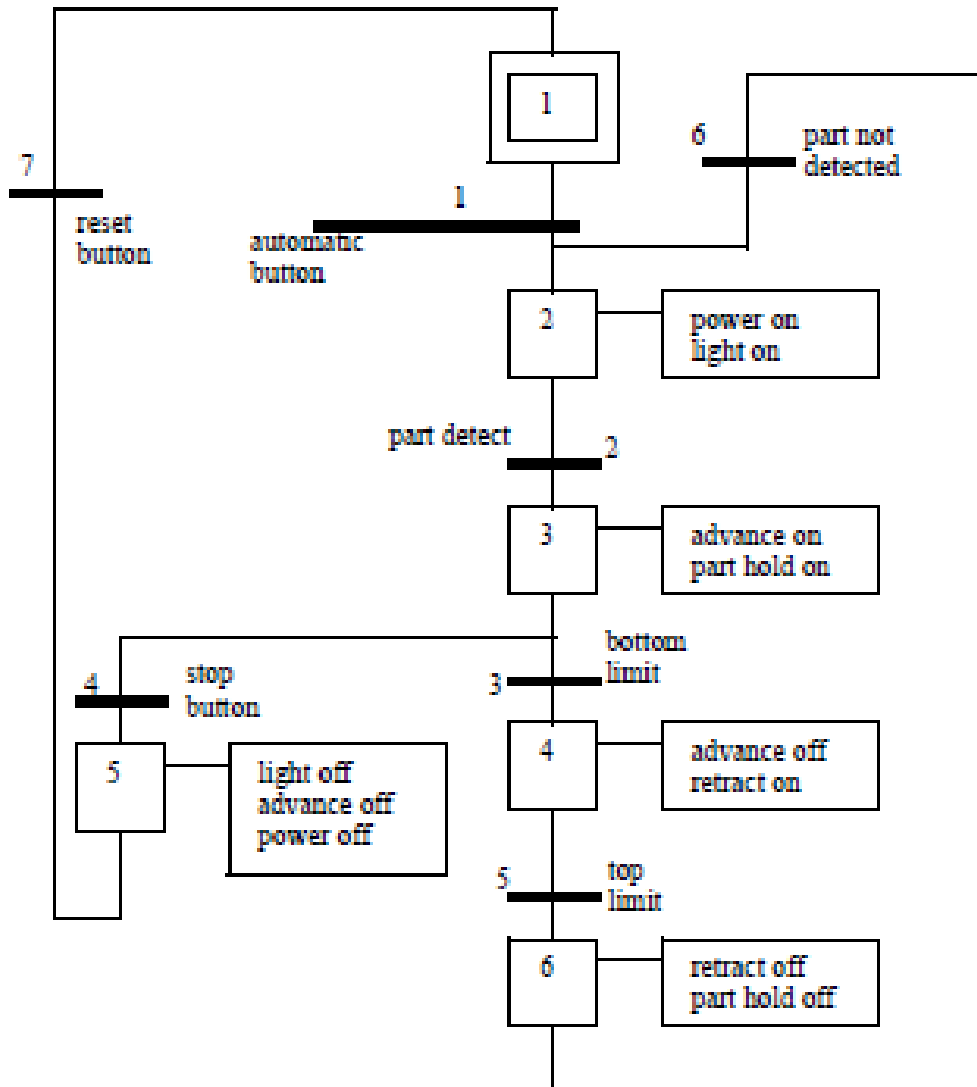 1
6
part not
detected
7
reset
button
1
automatic
button
2
power on
light on
part detect
2
3
advance on
part hold on
bottom
limit
3
4
stop
button
4
advance off
retract on
5
light off
advance off
power off
5
top
limit
6
retract off
part hold off